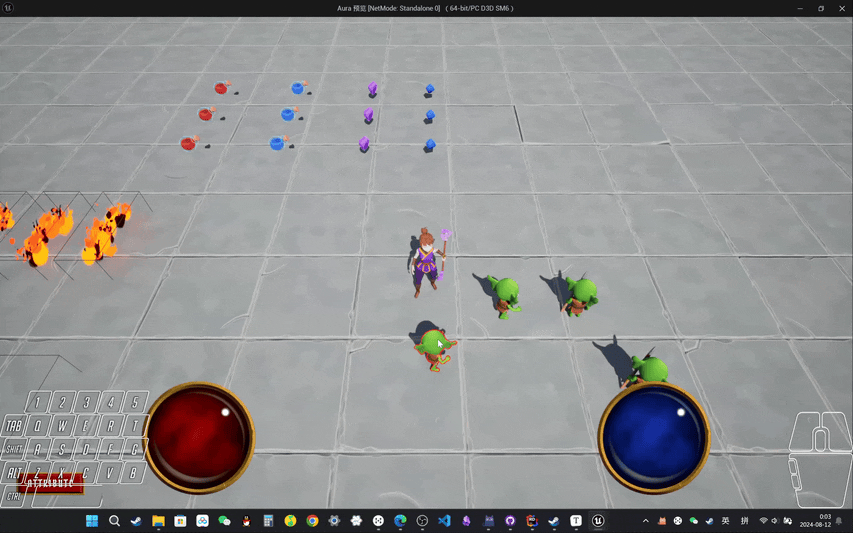 Aura 预览 [NetMode: Standalone 0] ( 64-bit/PC D3D SM6 )
1 2 3 4 5
TAB Q W E R T
SHIFT A S D F G
ALT Z X C V B
ATTRIBUTE
CTRL
英 拼 0:03
2024-08-12